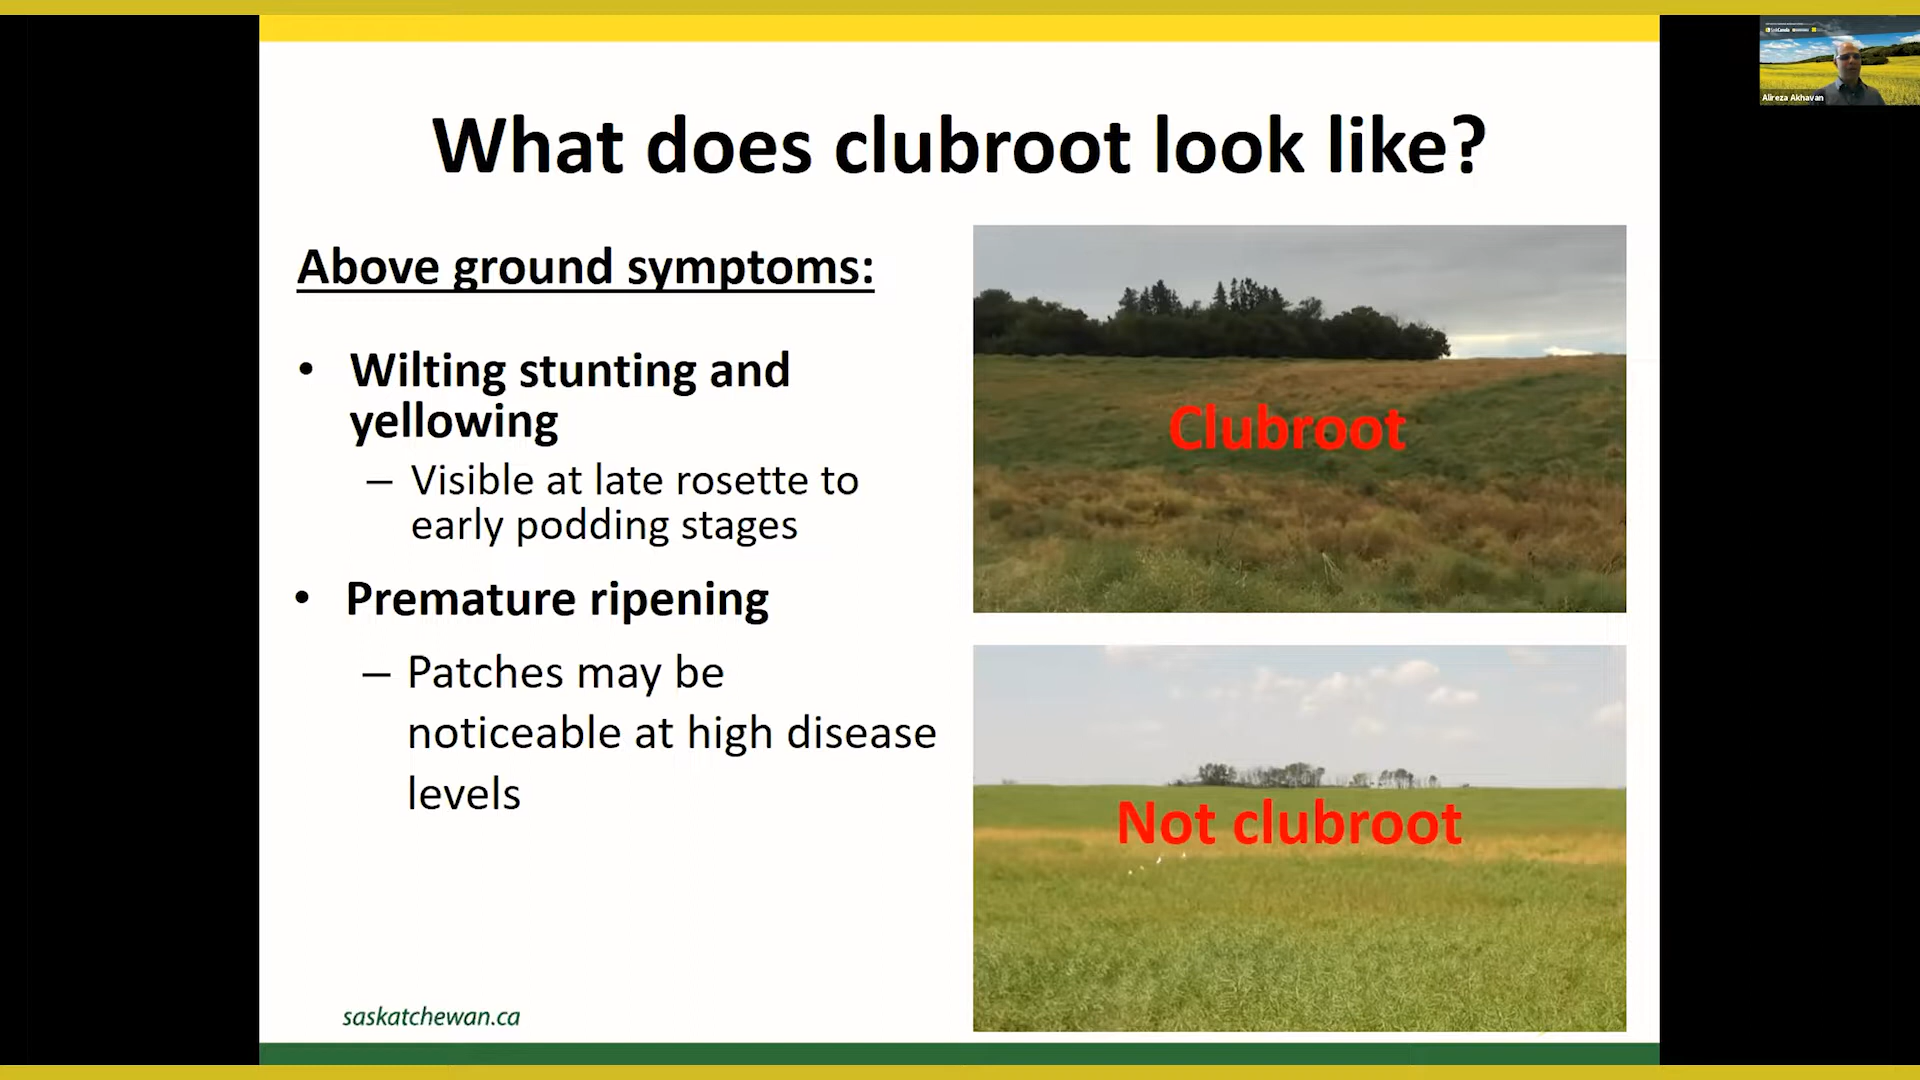 What does clubroot look like?
Above ground symptoms:
• Wilting stunting and
yellowing
– Visible at late rosette to
early podding stages
• Premature ripening
– Patches may be
noticeable at high disease
levels
Clubroot
Not clubroot
saskatchewan.ca
Alireza Akhavan